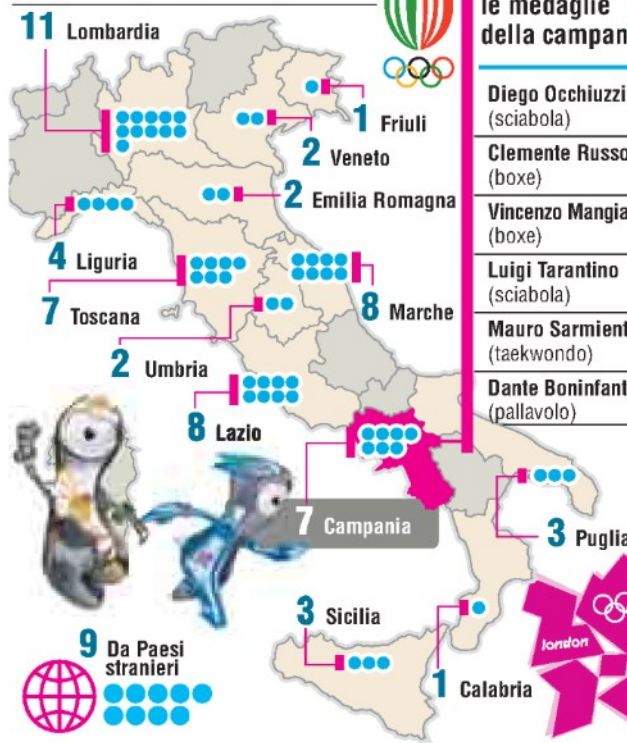 11 Lombardia
1 Friuli
2 Veneto
2 Emilia Romagna
4 Liguria
7 Toscana
8 Marche
2 Umbria
8 Lazio
7 Campania
3 Puglia
3 Sicilia
1 Calabria
9 Da Paesi
stranieri
le medaglie
della campan
Diego Occhiuzzi
(sciabola)
Clemente Russo
(boxe)
Vincenzo Mangia
(boxe)
Luigi Tarantino
(sciabola)
Mauro Sarmient
(taekwondo)
Dante Boninfant
(pallavolo)
london